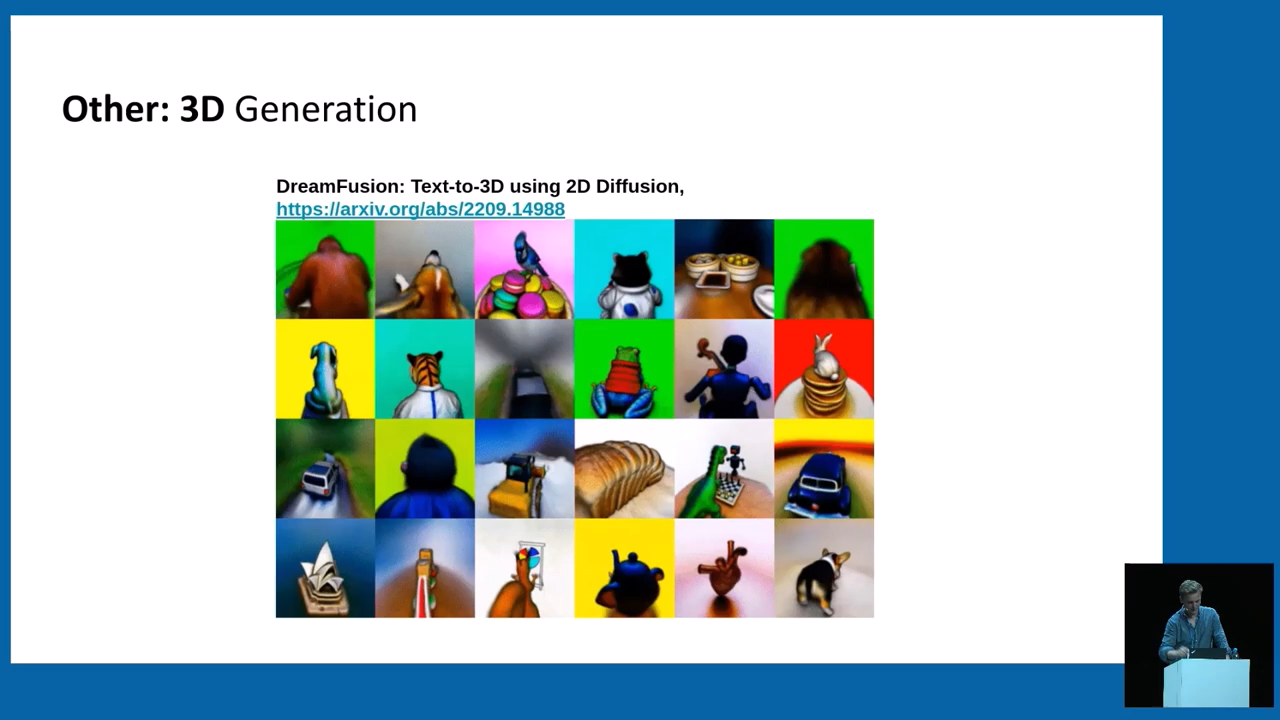 Other: 3D Generation
DreamFusion: Text-to-3D using 2D Diffusion,
https://arxiv.org/abs/2209.14988